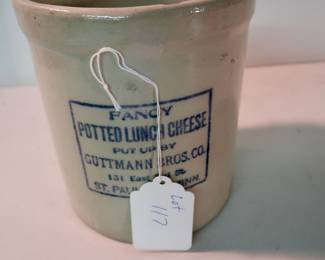 FANCY
POTTED LUNCH CHEESE
PUT UP BY
GUTTMANN BROS. CO.
131 East
ST. PAUL
Lot
117